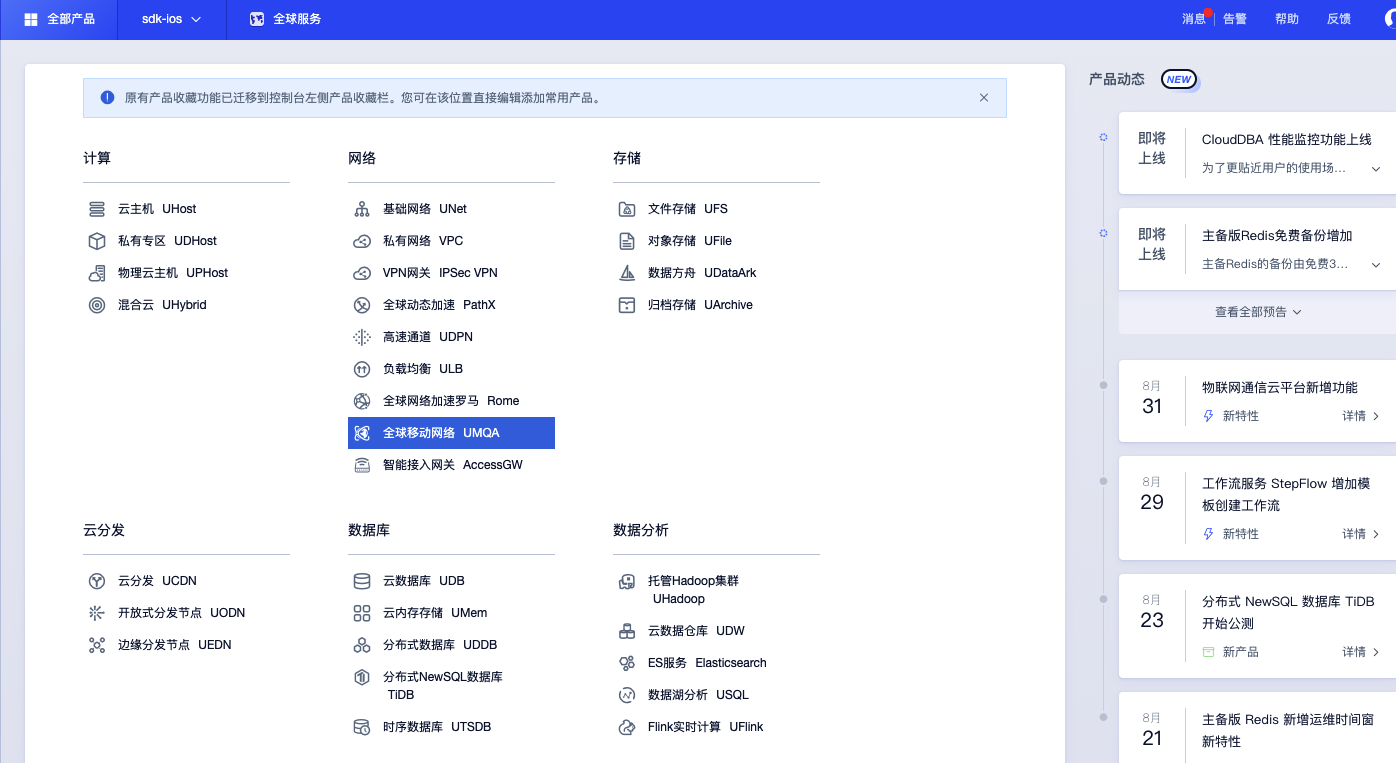 全部产品
sdk-ios
全球服务
消息
告警
帮助
反馈
原有产品收藏功能已迁移到控制台左侧产品收藏栏。您可在该位置直接编辑添加常用产品。
计算
云主机 UHost
私有专区 UDHost
物理云主机 UPHost
混合云 UHybrid
网络
基础网络 UNet
私有网络 VPC
VPN网关 IPSec VPN
全球动态加速 PathX
高速通道 UDPN
负载均衡 ULB
全球网络加速罗马 Rome
全球移动网络 UMQA
智能接入网关 AccessGW
存储
文件存储 UFS
对象存储 UFile
数据方舟 UDataArk
归档存储 UArchive
云分发
云分发 UCDN
开放式分发节点 UODN
边缘分发节点 UEDN
数据库
云数据库 UDB
云内存存储 UMem
分布式数据库 UDDB
分布式NewSQL数据库
TiDB
时序数据库 UTSDB
数据分析
托管Hadoop集群
UHadoop
云数据仓库 UDW
ES服务 Elasticsearch
数据湖分析 USQL
Flink实时计算 UFlink
产品动态 NEW
即将
上线
CloudDBA 性能监控功能上线
为了更贴近用户的使用场...
即将
上线
主备版Redis免费备份增加
主备Redis的备份由免费3...
查看全部预告
8月
31
物联网通信云平台新增功能
新特性 详情
8月
29
工作流服务 StepFlow 增加模
板创建工作流
新特性 详情
8月
23
分布式 NewSQL 数据库 TiDB
开始公测
新产品 详情
8月
21
主备版 Redis 新增运维时间窗
新特性